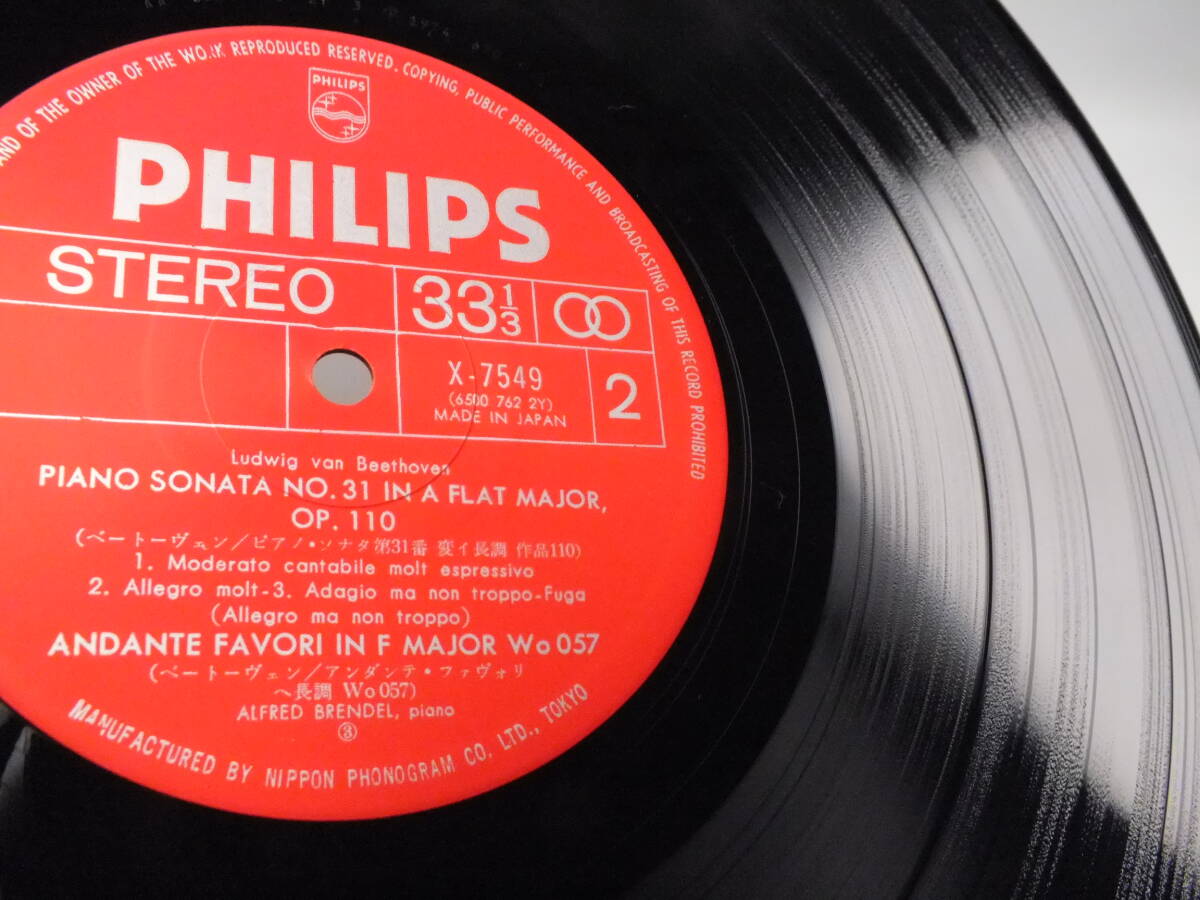 AND OF THE OWNER OF THE WORK REPRODUCED RESERVED. COPYING, PUBLIC PERFORMANCE AND BROADCASTING OF THIS RECORD PROHIBITED
PHILIPS
PHILIPS
STEREO 33 1/3
X-7549
(6500 762 2Y)
MADE IN JAPAN
2
Ludwig van Beethoven
PIANO SONATA NO. 31 IN A FLAT MAJOR,
OP. 110
(ベートーヴェン/ピアノ・ソナタ第31番 変イ長調 作品110)
1. Moderato cantabile molt espressivo
2. Allegro molt-3. Adagio ma non troppo-Fuga
(Allegro ma non troppo)
ANDANTE FAVORI IN F MAJOR Wo 057
(ベートーヴェン/アンダンテ・ファヴォリ
ヘ長調 Wo 057)
ALFRED BRENDEL, piano
③
MANUFACTURED BY NIPPON PHONOGRAM CO. LTD., TOKYO